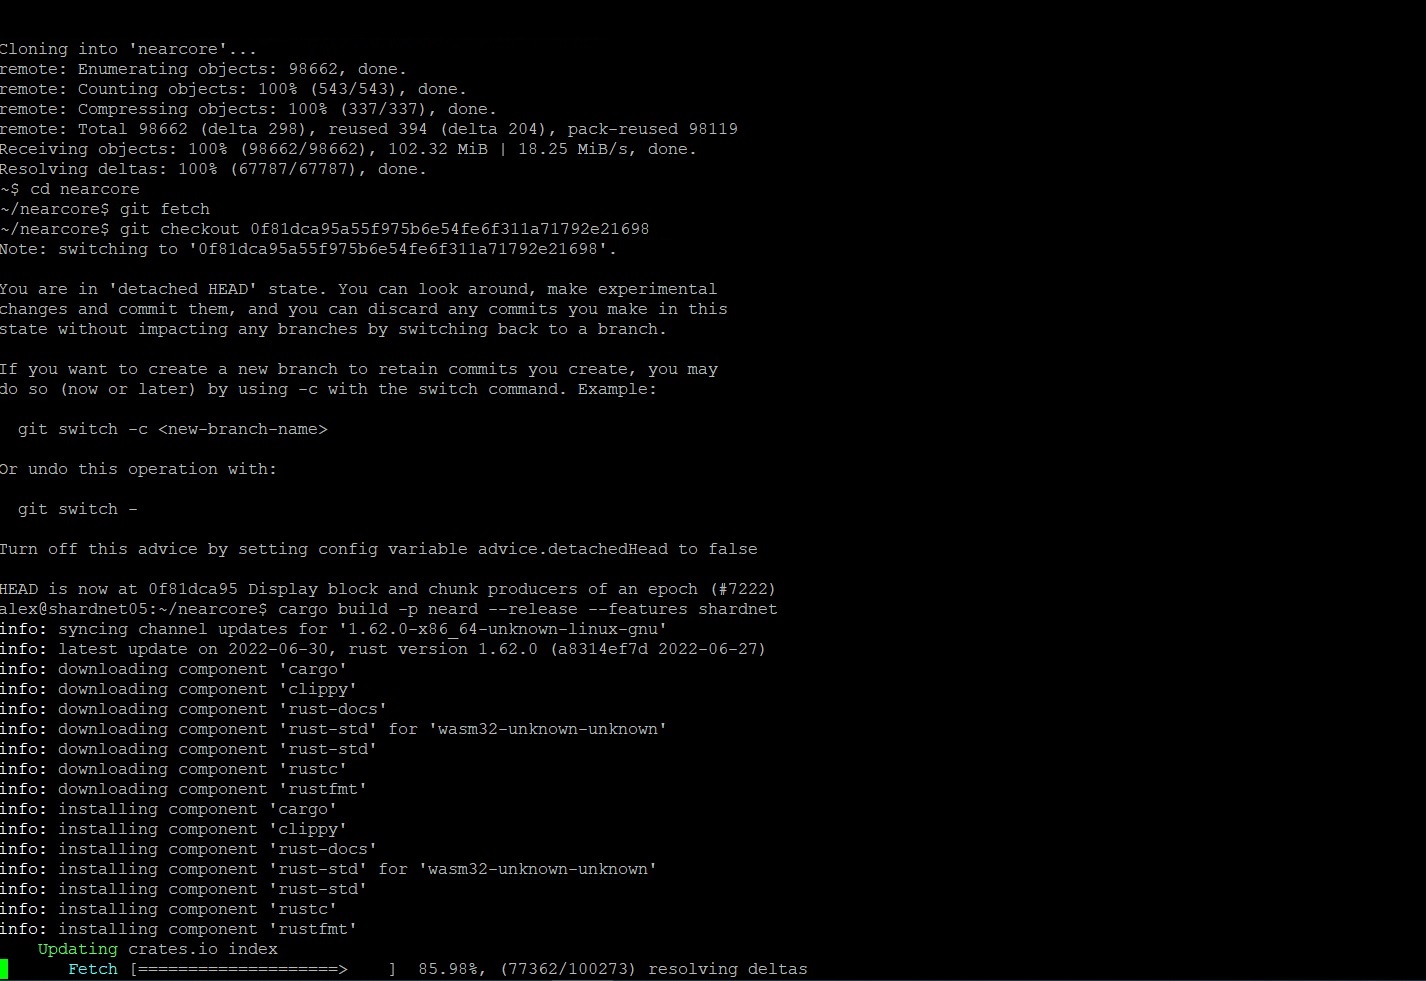 Cloning into 'nearcore'...
remote: Enumerating objects: 98662, done.
remote: Counting objects: 100% (543/543), done.
remote: Compressing objects: 100% (337/337), done.
remote: Total 98662 (delta 298), reused 394 (delta 204), pack-reused 98119
Receiving objects: 100% (98662/98662), 102.32 MiB | 18.25 MiB/s, done.
Resolving deltas: 100% (67787/67787), done.
~$ cd nearcore
~/nearcore$ git fetch
~/nearcore$ git checkout 0f81dca95a55f975b6e54fe6f311a71792e21698
Note: switching to '0f81dca95a55f975b6e54fe6f311a71792e21698'.

You are in 'detached HEAD' state. You can look around, make experimental
changes and commit them, and you can discard any commits you make in this
state without impacting any branches by switching back to a branch.

If you want to create a new branch to retain commits you create, you may
do so (now or later) by using -c with the switch command. Example:

  git switch -c <new-branch-name>

Or undo this operation with:

  git switch -

Turn off this advice by setting config variable advice.detachedHead to false

HEAD is now at 0f81dca95 Display block and chunk producers of an epoch (#7222)
alex@shardnet05:~/nearcore$ cargo build -p neard --release --features shardnet
info: syncing channel updates for '1.62.0-x86_64-unknown-linux-gnu'
info: latest update on 2022-06-30, rust version 1.62.0 (a8314ef7d 2022-06-27)
info: downloading component 'cargo'
info: downloading component 'clippy'
info: downloading component 'rust-docs'
info: downloading component 'rust-std' for 'wasm32-unknown-unknown'
info: downloading component 'rust-std'
info: downloading component 'rustc'
info: downloading component 'rustfmt'
info: installing component 'cargo'
info: installing component 'clippy'
info: installing component 'rust-docs'
info: installing component 'rust-std' for 'wasm32-unknown-unknown'
info: installing component 'rust-std'
info: installing component 'rustc'
info: installing component 'rustfmt'
    Updating crates.io index
       Fetch [====================>    ]  85.98%, (77362/100273) resolving deltas